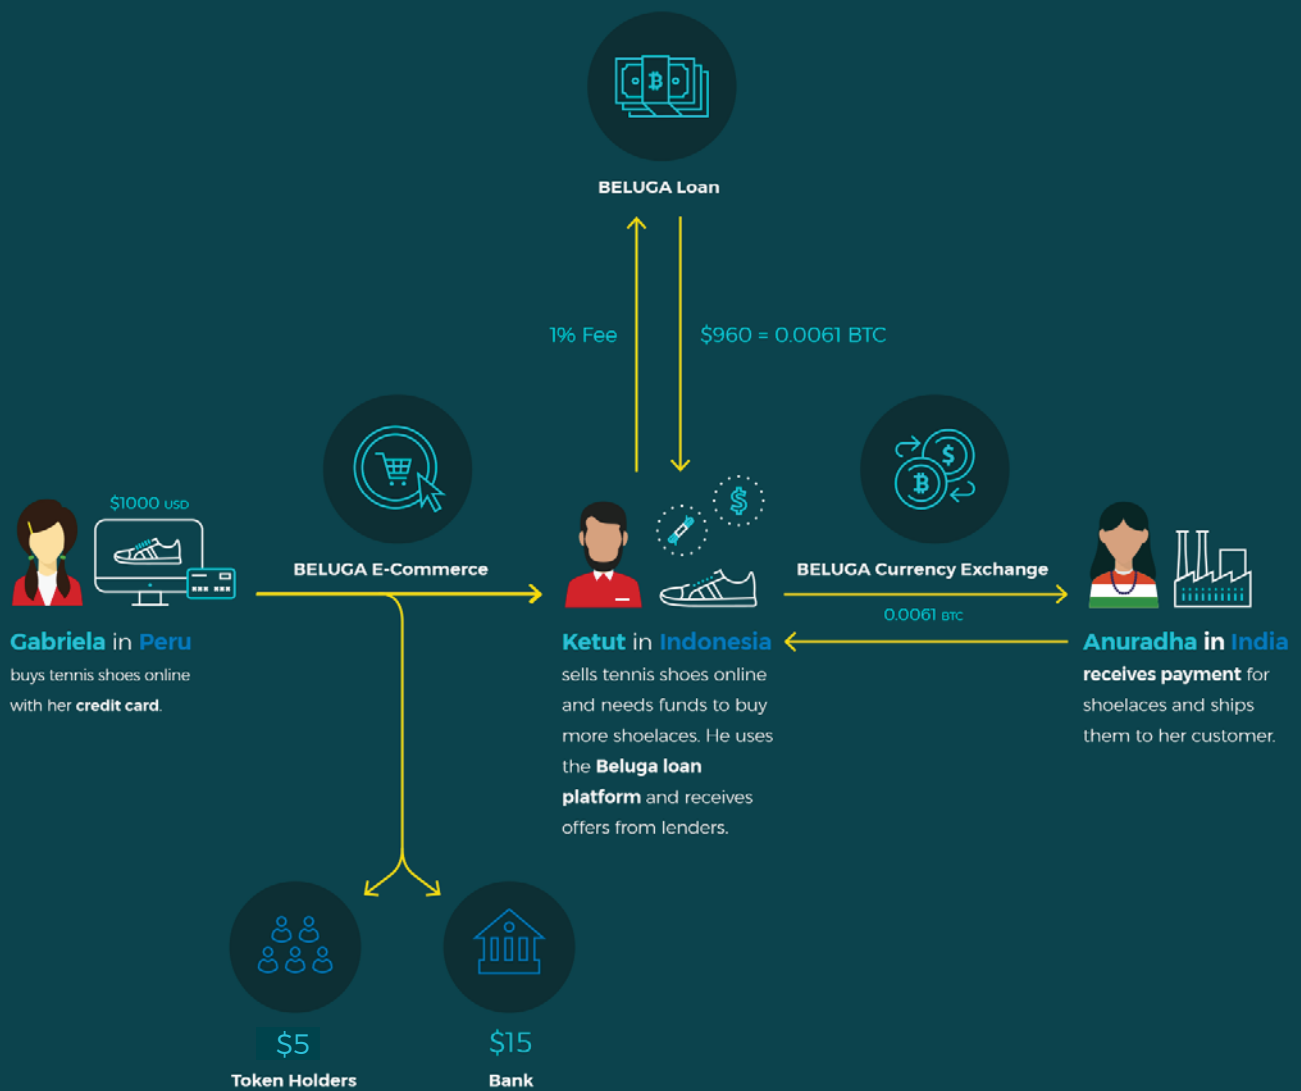 BELUGA Loan
1% Fee
$960 = 0.0061 BTC
$1000 USD
BELUGA E-Commerce
BELUGA Currency Exchange
0.0061 BTC
Gabriela in Peru
buys tennis shoes online
with her credit card.
Ketut in Indonesia
sells tennis shoes online
and needs funds to buy
more shoelaces. He uses
the Beluga loan
platform and receives
offers from lenders.
Anuradha in India
receives payment for
shoelaces and ships
them to her customer.
$5
Token Holders
$15
Bank